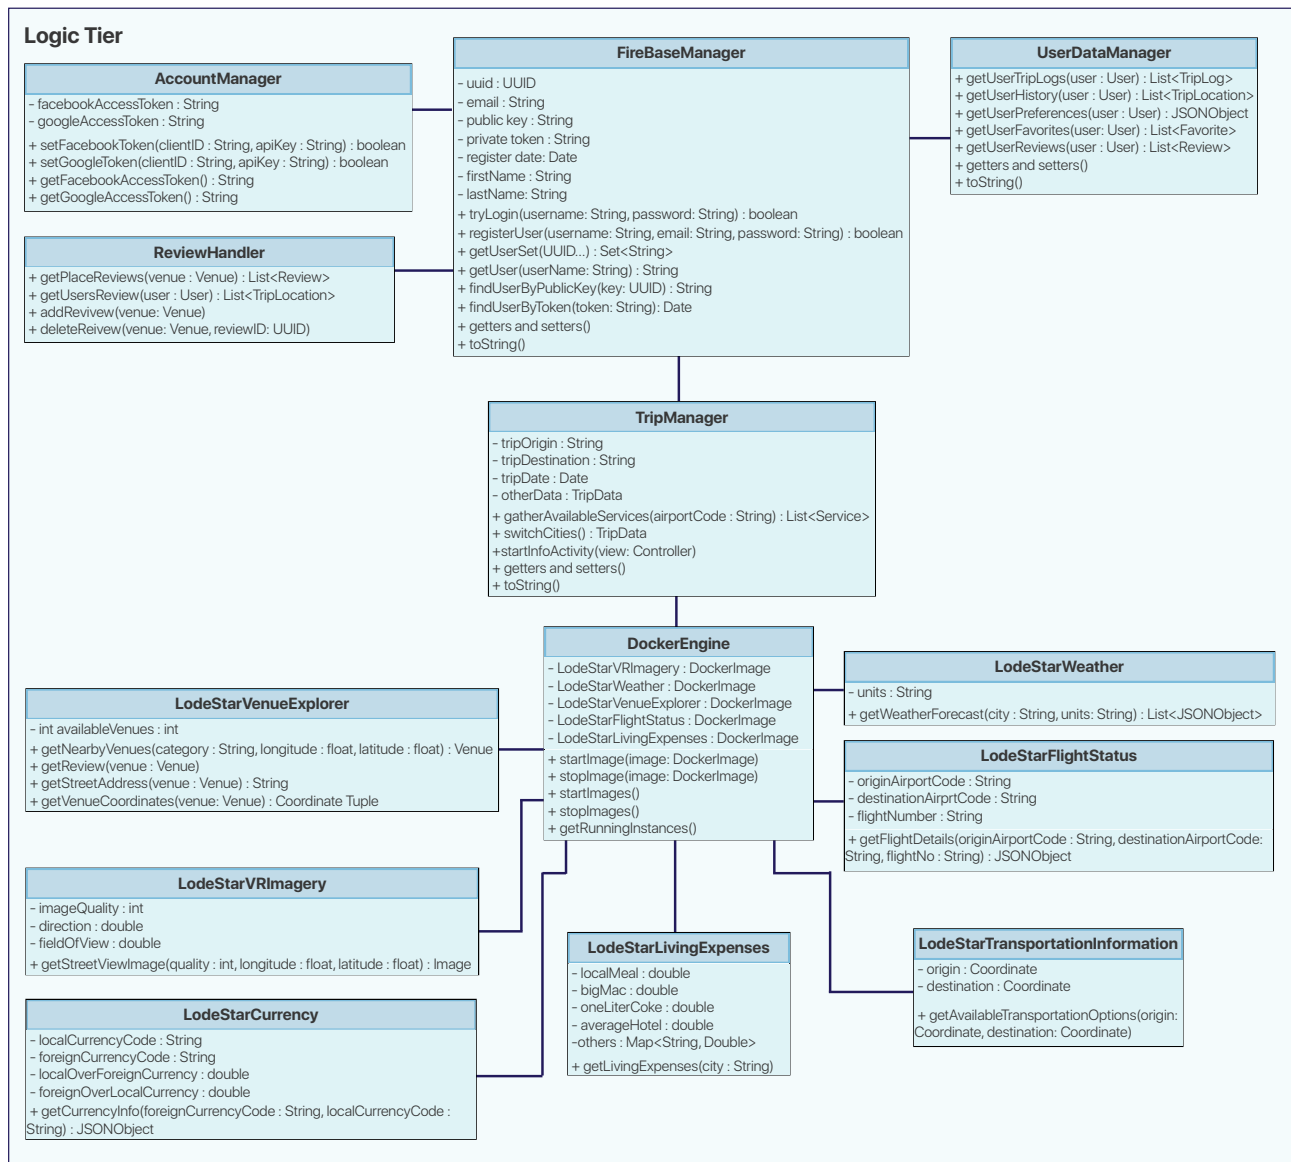 Logic Tier
AccountManager
- facebookAccessToken : String
- googleAccessToken : String
+ setFacebookToken(clientID : String, apiKey : String) : boolean
+ setGoogleToken(clientID : String, apiKey : String) : boolean
+ getFacebookAccessToken() : String
+ getGoogleAccessToken() : String
FireBaseManager
- uuid : UUID
- email : String
- public key : String
- private token : String
- register date: Date
- firstName : String
- lastName: String
+ tryLogin(username: String, password: String) : boolean
+ registerUser(username: String, email: String, password: String) : boolean
+ getUserSet(UUID...) : Set<String>
+ getUser(userName: String) : String
+ findUserByPublicKey(key: UUID) : String
+ findUserByToken(token: String): Date
+ getters and setters()
+ toString()
UserDataManager
+ getUserTripLogs(user : User) : List<TripLog>
+ getUserHistory(user : User) : List<TripLocation>
+ getUserPreferences(user : User) : JSONObject
+ getUserFavorites(user: User) : List<Favorite>
+ getUserReviews(user : User) : List<Review>
+ getters and setters()
+ toString()
ReviewHandler
+ getPlaceReviews(venue : Venue) : List<Review>
+ getUsersReview(user : User) : List<TripLocation>
+ addRevivew(venue: Venue)
+ deleteReivew(venue: Venue, reviewID: UUID)
TripManager
- tripOrigin : String
- tripDestination : String
- tripDate : Date
- otherData : TripData
+ gatherAvailableServices(airportCode : String) : List<Service>
+ switchCities() : TripData
+startInfoActivity(view: Controller)
+ getters and setters()
+ toString()
DockerEngine
- LodeStarVRImagery : DockerImage
- LodeStarWeather : DockerImage
- LodeStarVenueExplorer : DockerImage
- LodeStarFlightStatus : DockerImage
- LodeStarLivingExpenses : DockerImage
+ startImage(image: DockerImage)
+ stopImage(image: DockerImage)
+ startImages()
+ stopImages()
+ getRunningInstances()
LodeStarWeather
- units : String
+ getWeatherForecast(city : String, units: String) : List<JSONObject>
LodeStarVenueExplorer
- int availableVenues : int
+ getNearbyVenues(category : String, longitude : float, latitude : float) : Venue
+ getReview(venue : Venue)
+ getStreetAddress(venue : Venue) : String
+ getVenueCoordinates(venue: Venue) : Coordinate Tuple
LodeStarFlightStatus
- originAirportCode : String
- destinationAirprtCode : String
- flightNumber : String
+ getFlightDetails(originAirportCode : String, destinationAirportCode:
String, flightNo : String) : JSONObject
LodeStarVRImagery
- imageQuality : int
- direction : double
- fieldOfView : double
+ getStreetViewImage(quality : int, longitude : float, latitude : float) : Image
LodeStarLivingExpenses
- localMeal : double
- bigMac : double
- oneLiterCoke : double
- averageHotel : double
-others : Map<String, Double>
+ getLivingExpenses(city : String)
LodeStarTransportationInformation
- origin : Coordinate
- destination : Coordinate
+ getAvailableTransportationOptions(origin:
Coordinate, destination: Coordinate)
LodeStarCurrency
- localCurrencyCode : String
- foreignCurrencyCode : String
- localOverForeignCurrency : double
- foreignOverLocalCurrency : double
+ getCurrencyInfo(foreignCurrencyCode : String, localCurrencyCode :
String) : JSONObject